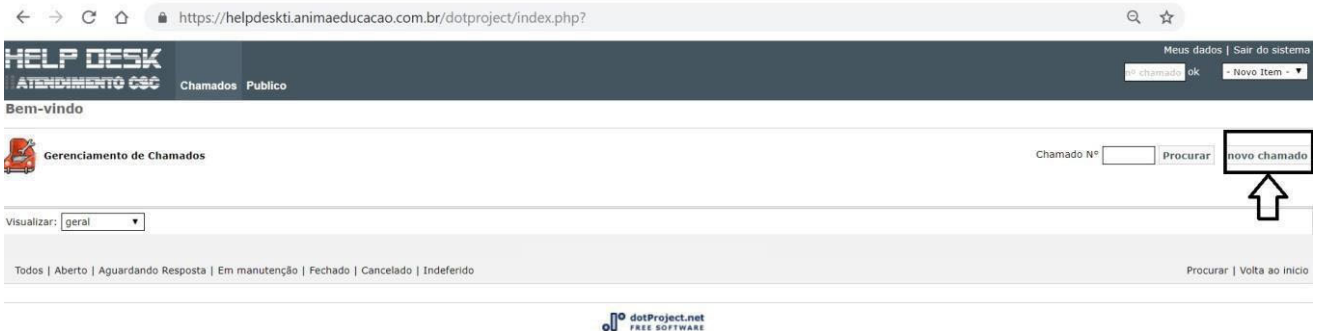 https://helpdeskti.animaeducacao.com.br/dotproject/index.php?
HELP DESK
ATENDIMENTO CSC
Chamados Publico
Meus dados | Sair do sistema
nº chamado ok - Novo Item -
Bem-vindo
Gerenciamento de Chamados
Chamado Nº Procurar novo chamado
Visualizar: geral
Todos | Aberto | Aguardando Resposta | Em manutenção | Fechado | Cancelado | Indeferido
Procurar | Volta ao inicio
dotProject.net
FREE SOFTWARE